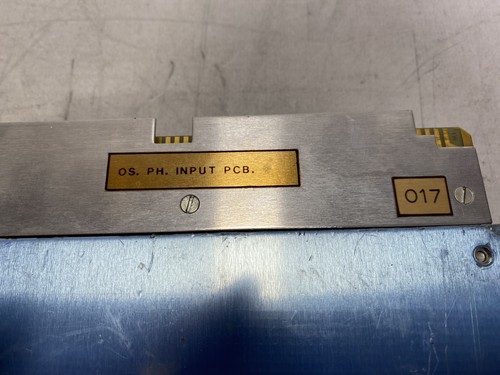 OS. PH. INPUT PCB.
017